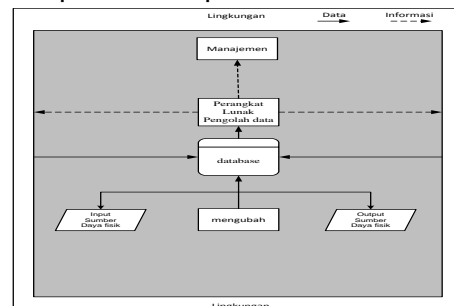 Lingkungan
Data
Informasi
Manajemen
Perangkat
Lunak
Pengolah data
database
Input
Sumber
Daya fisik
mengubah
Output
Sumber
Daya fisik
Lingkungan